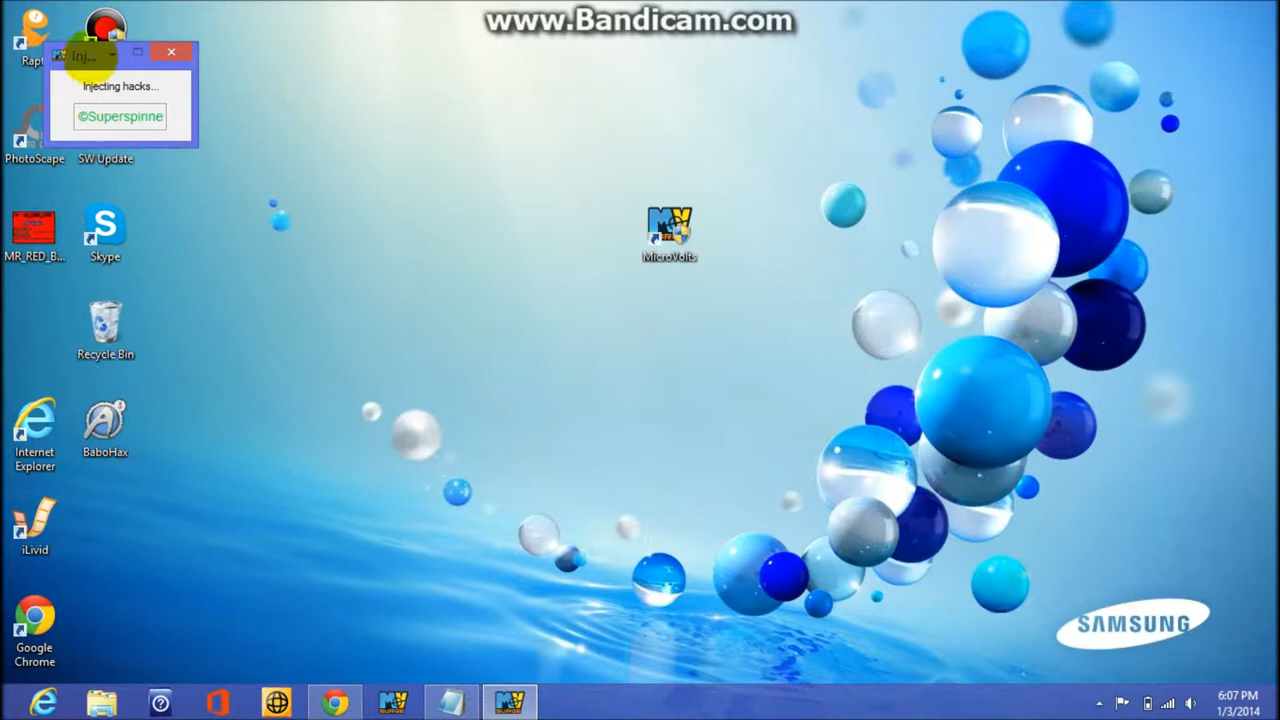 www.Bandicam.com
Inj...
Injecting hacks...
©Superspinne
PhotoScape
SW Update
MR_RED_B...
Skype
MicroVolts
Recycle Bin
Internet
Explorer
BaboHax
iLivid
Google
Chrome
SAMSUNG
6:07 PM
1/3/2014